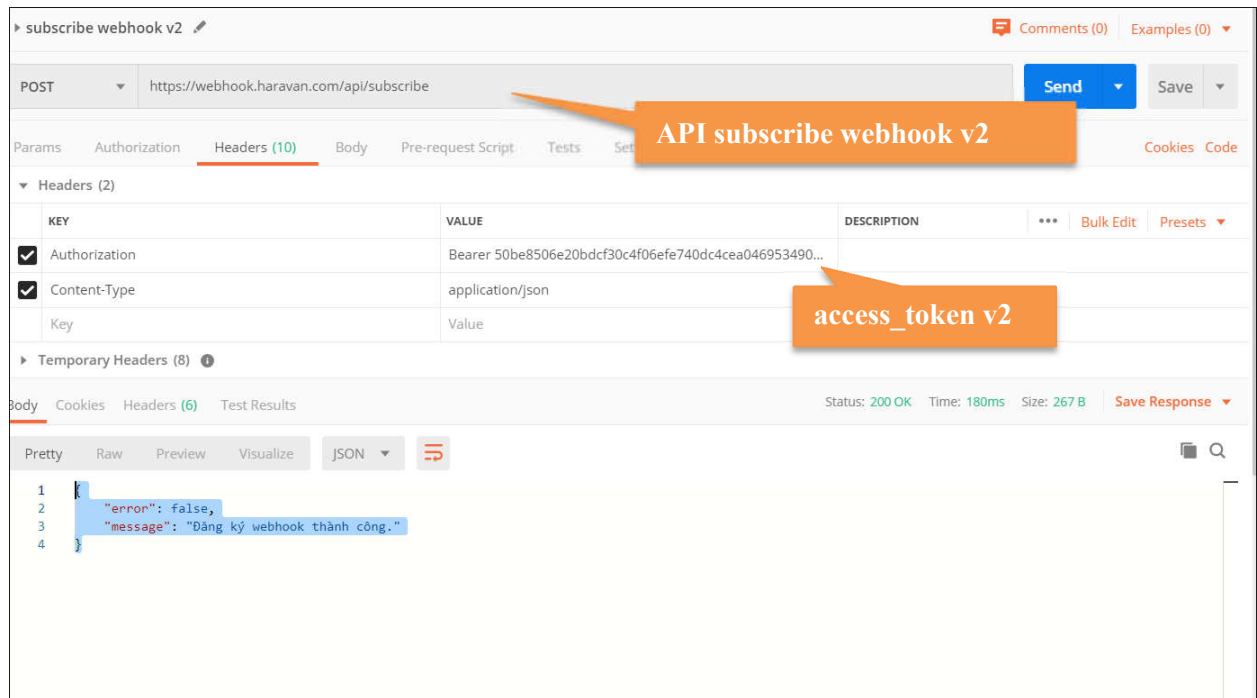 subscribe webhook v2
Comments (0) Examples (0)
POST https://webhook.haravan.com/api/subscribe Send Save
API subscribe webhook v2
Params Authorization Headers (10) Body Pre-request Script Tests Set Cookies Code
Headers (2)
KEY VALUE DESCRIPTION ••• Bulk Edit Presets
Authorization Bearer 50be8506e20bdcf30c4f06efe740dc4cea046953490...
Content-Type application/json
access_token v2
Key Value
Temporary Headers (8)
Body Cookies Headers (6) Test Results Status: 200 OK Time: 180ms Size: 267 B Save Response
Pretty Raw Preview Visualize JSON
1 {
2 "error": false,
3 "message": "Đăng ký webhook thành công."
4 }